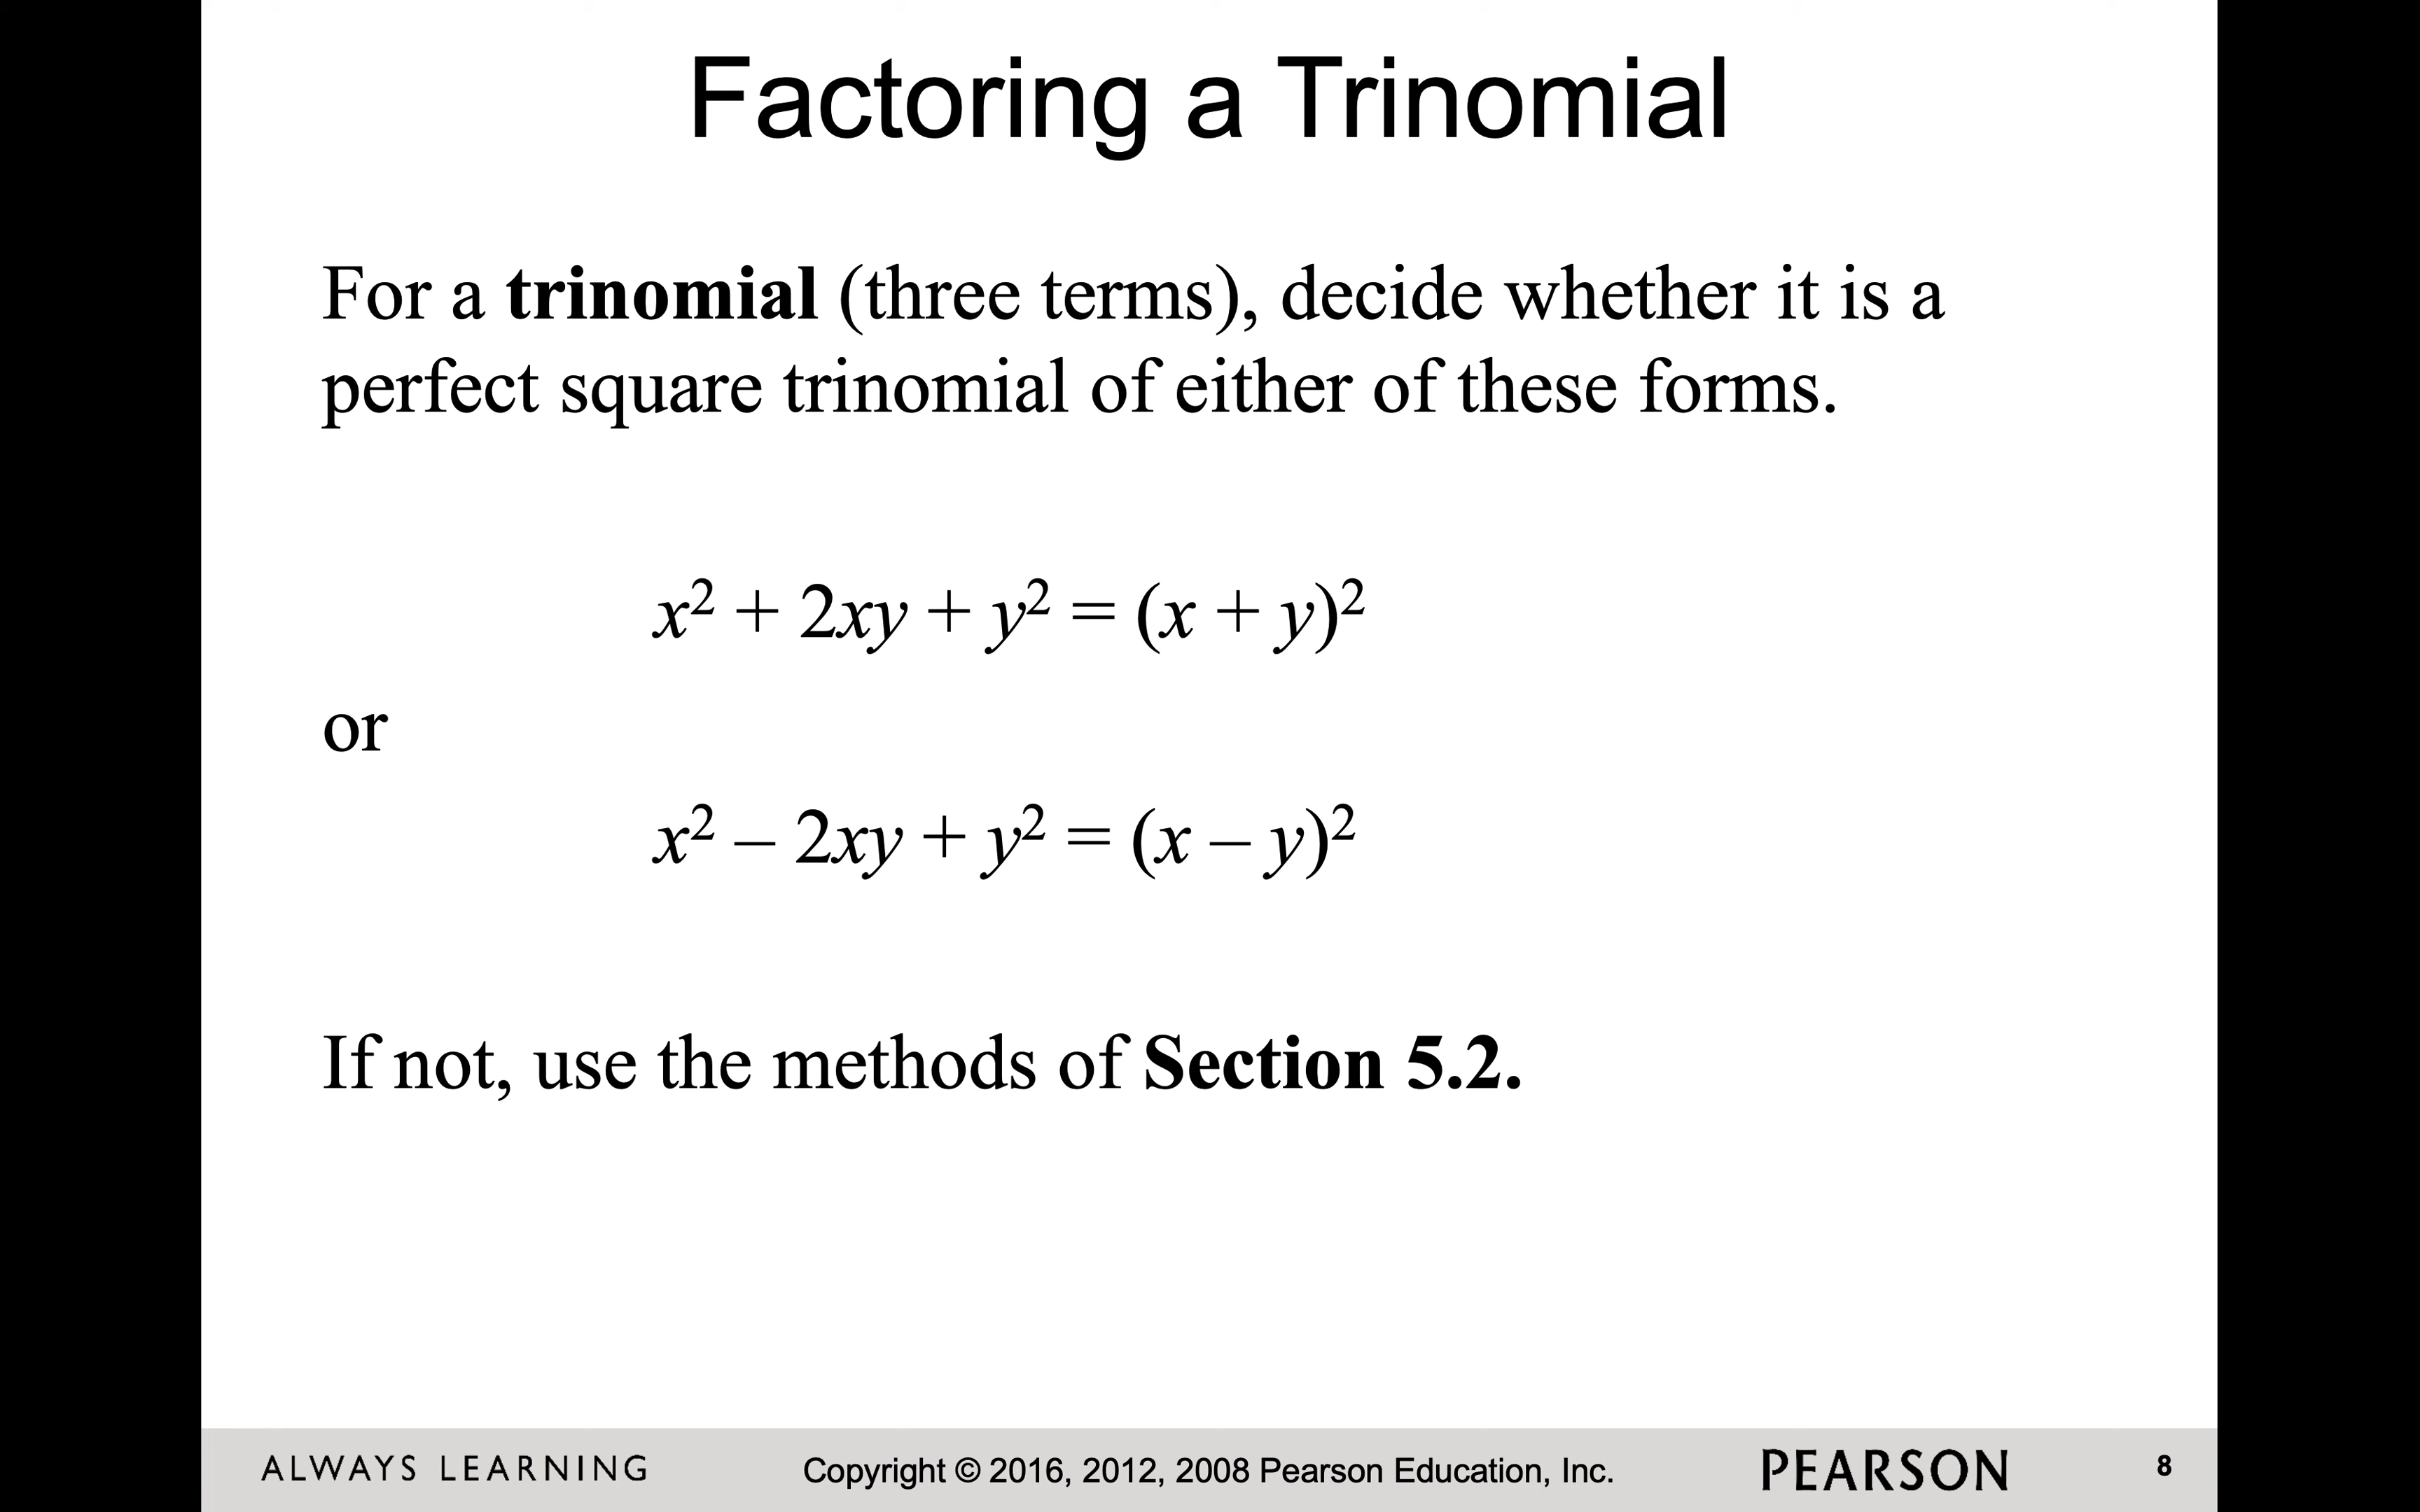 Factoring a Trinomial
For a trinomial (three terms), decide whether it is a
perfect square trinomial of either of these forms.
x² + 2xy + y² = (x + y)²
or
x² – 2xy + y² = (x – y)²
If not, use the methods of Section 5.2.
ALWAYS LEARNING Copyright © 2016, 2012, 2008 Pearson Education, Inc. PEARSON 8